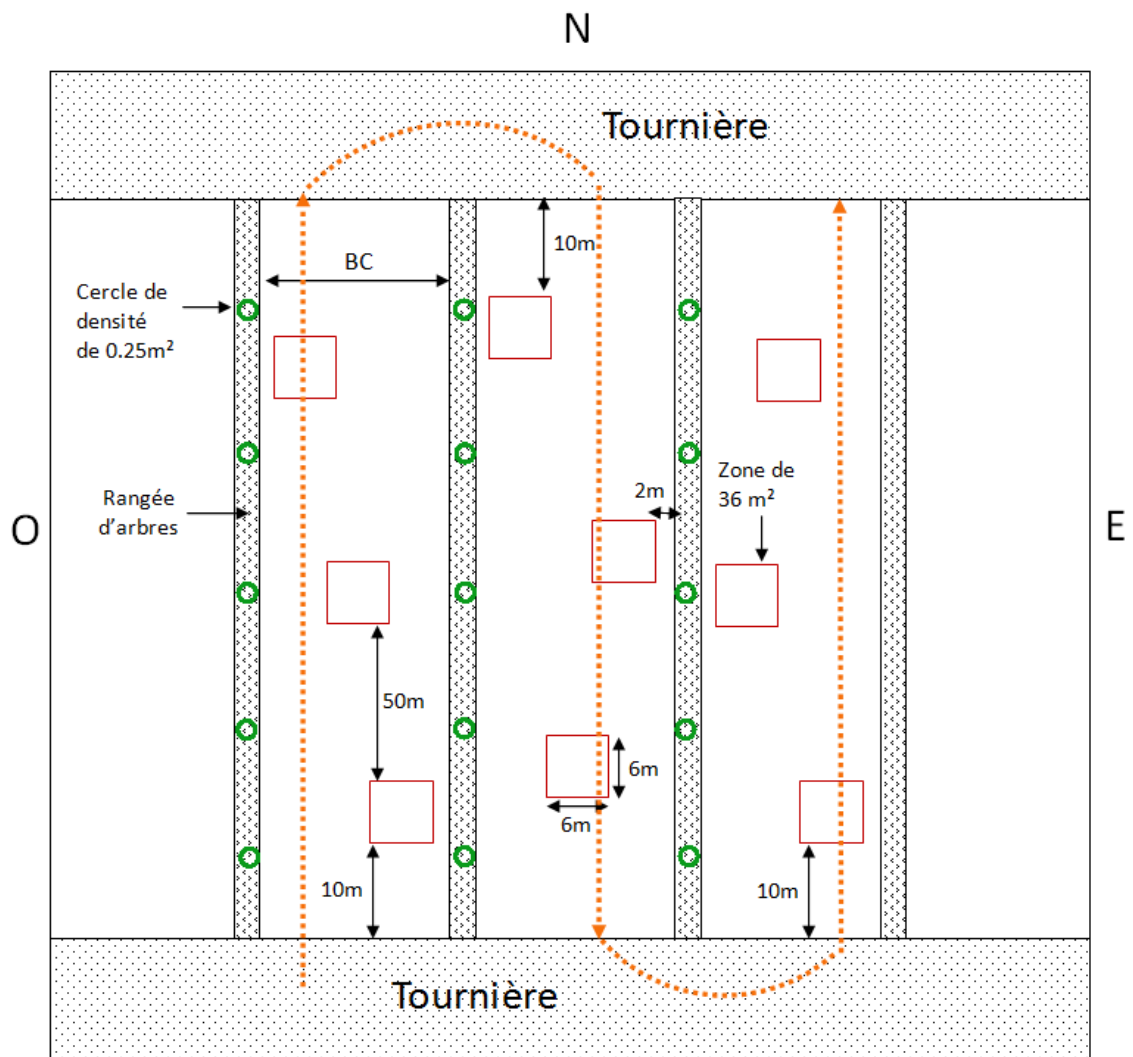 N
Tournière
10m
BC
Cercle de
densité
de 0.25m²
Zone de
36 m²
2m
Rangée
d'arbres
O
E
50m
6m
6m
10m
10m
Tournière